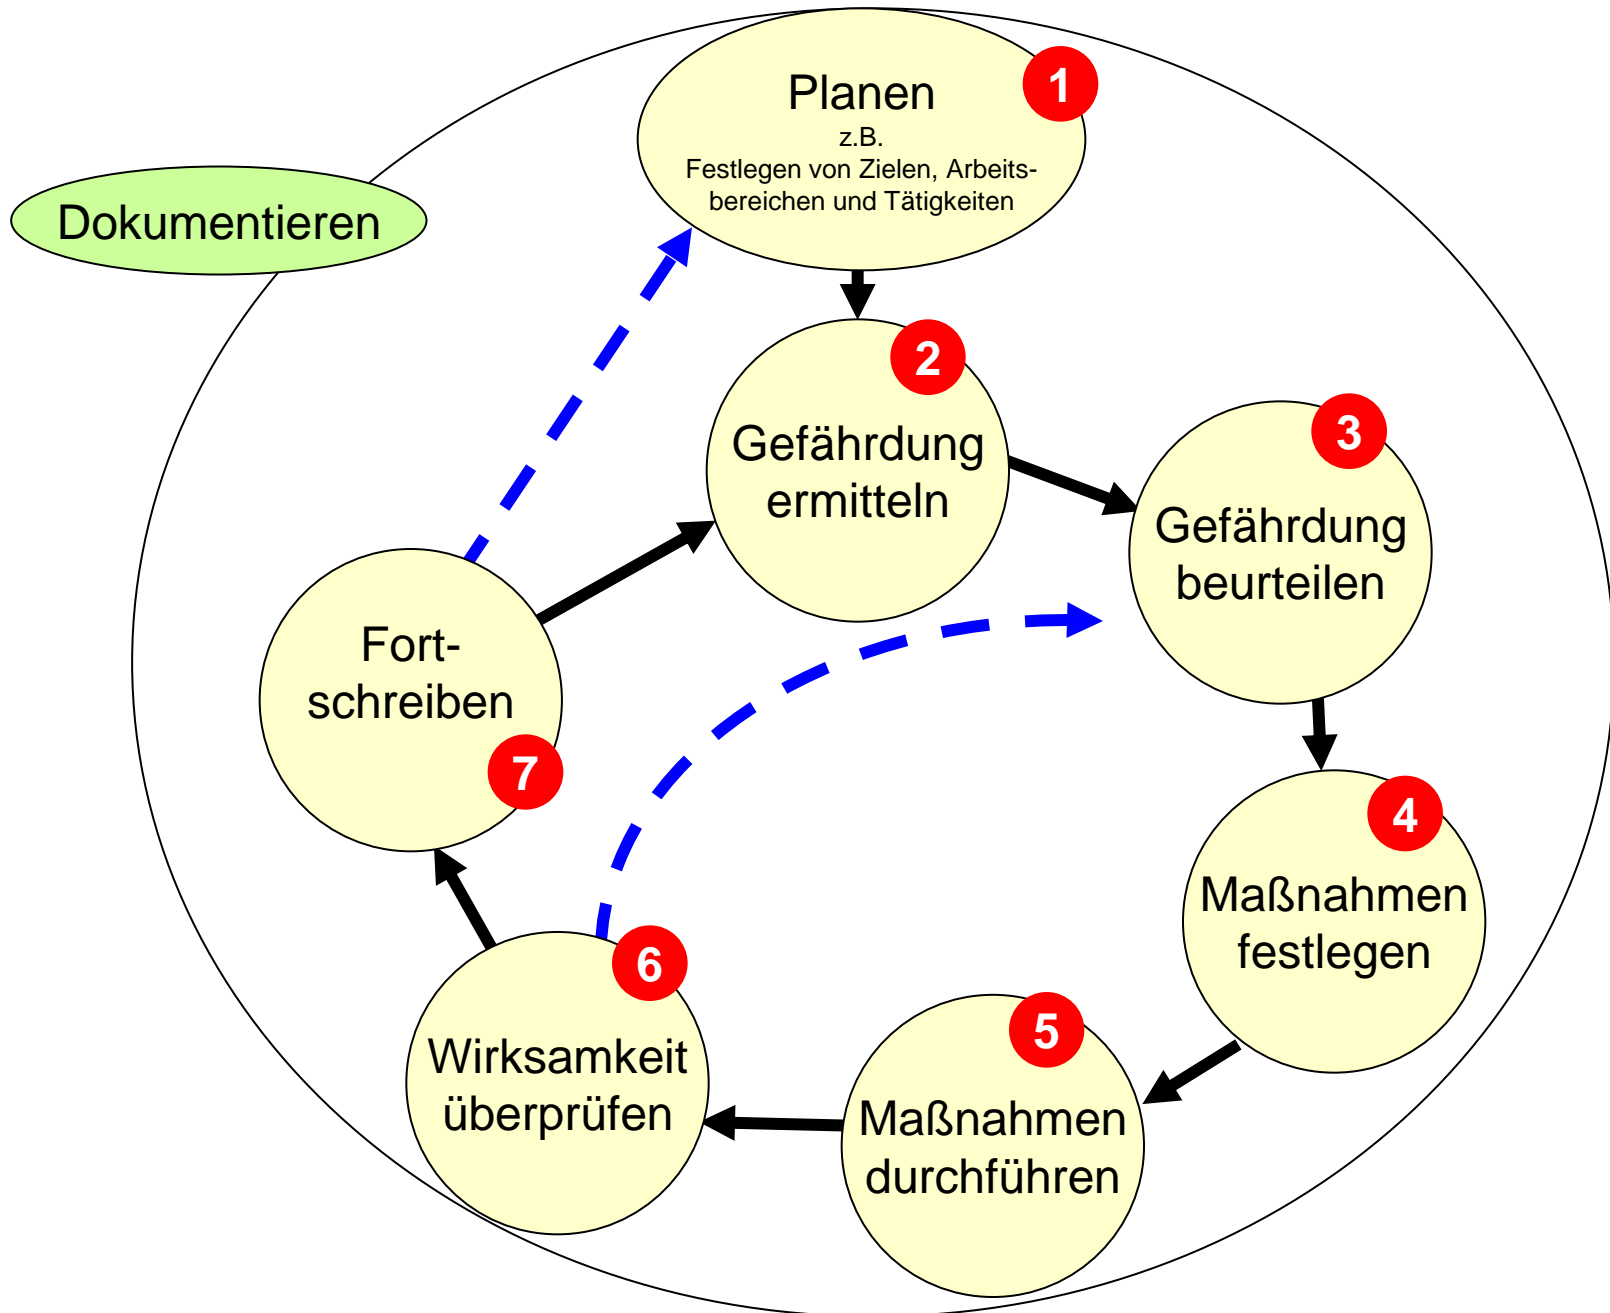 1
Planen
z.B.
Festlegen von Zielen, Arbeits-
bereichen und Tätigkeiten
Dokumentieren
2
Gefährdung
ermitteln
3
Gefährdung
beurteilen
4
Maßnahmen
festlegen
5
Maßnahmen
durchführen
6
Wirksamkeit
überprüfen
Fort-
schreiben
7